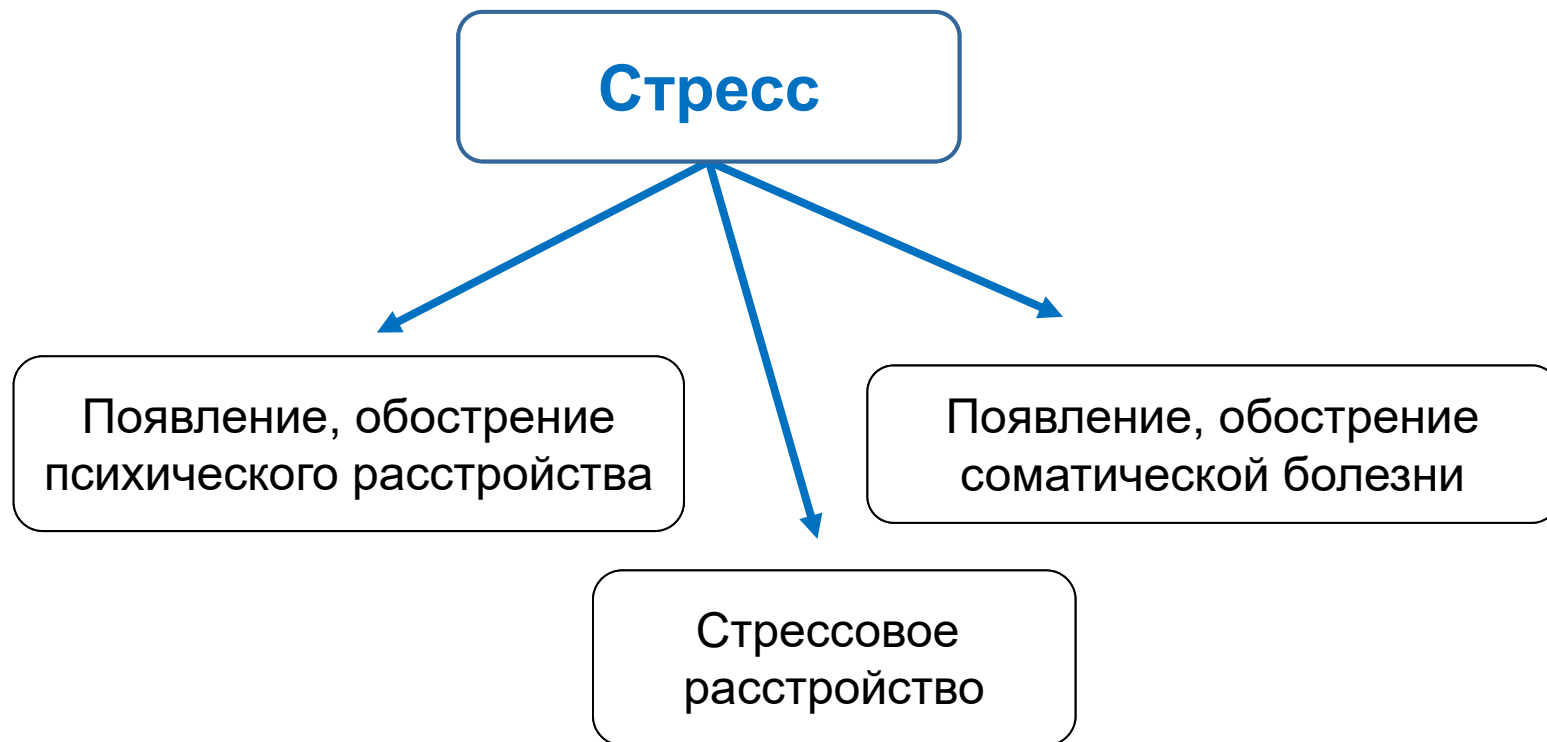 Стресс
Появление, обострение
психического расстройства
Появление, обострение
соматической болезни
Стрессовое
расстройство